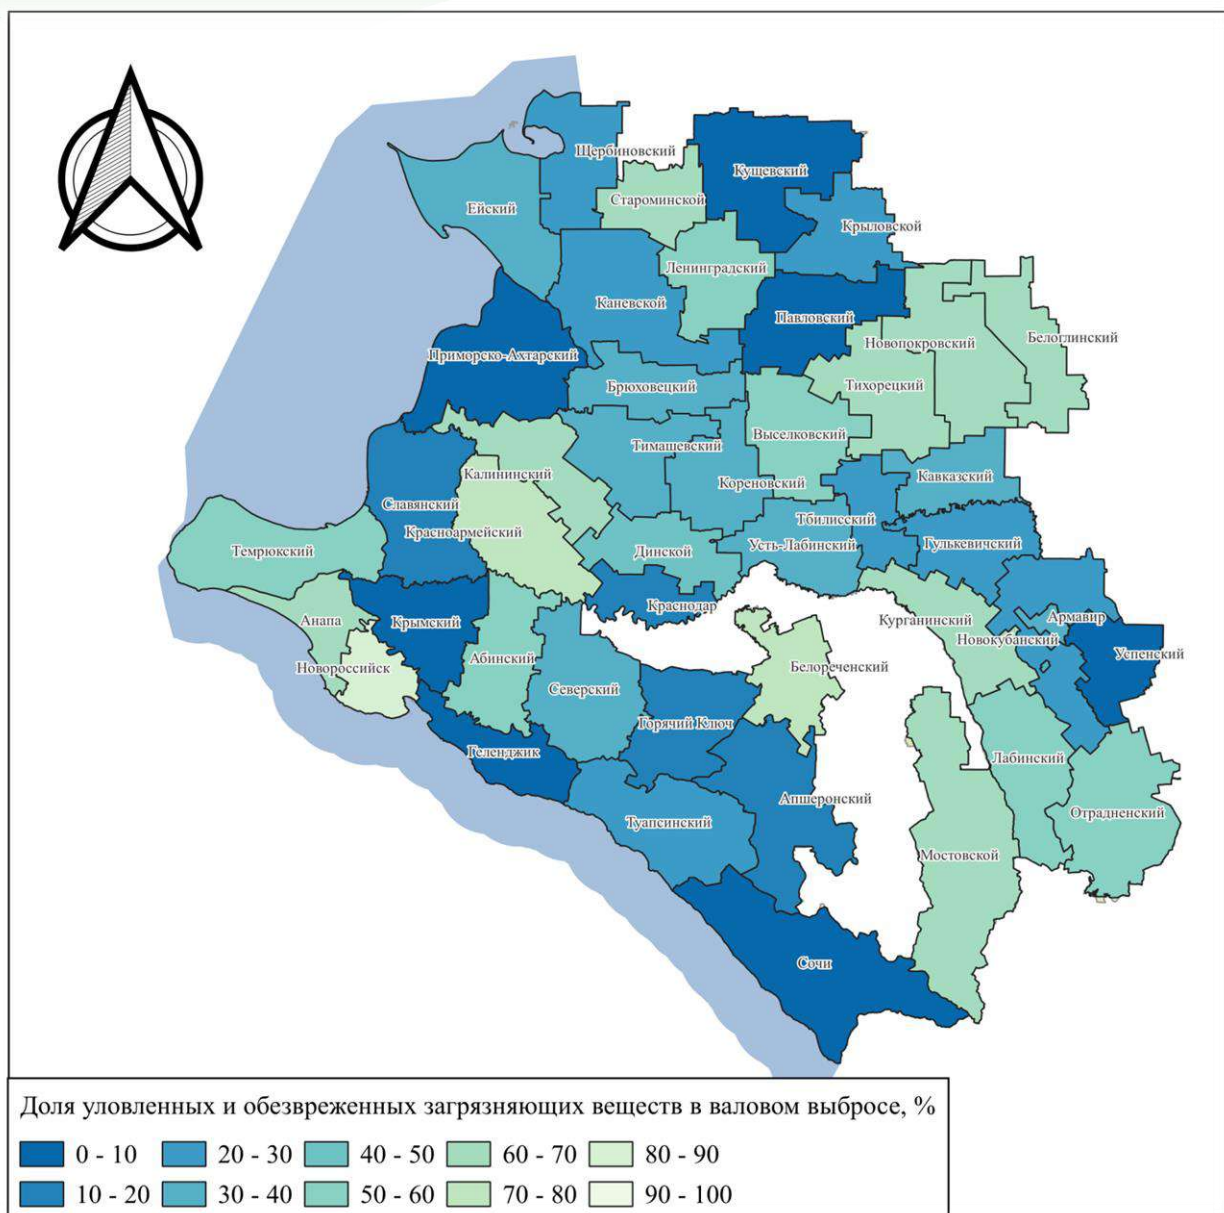 Щербиновский
Кущевский
Староминской
Ейский
Крыловской
Ленинградский
Каневской
Павловский
Новопокровский
Белоглинский
Приморско-Ахтарский
Брюховецкий
Тихорецкий
Тимашевский
Выселковский
Калининский
Кореновский
Кавказский
Славянский
Красноармейский
Тбилисский
Темрюкский
Динской
Усть-Лабинский
Гулькевичский
Краснодар
Анапа
Крымский
Курганинский
Армавир
Новокубанский
Абинский
Успенский
Новороссийск
Белореченский
Северский
Горячий Ключ
Геленджик
Лабинский
Апшеронский
Отрадненский
Туапсинский
Мостовской
Сочи
Доля уловленных и обезвреженных загрязняющих веществ в валовом выбросе, %
0 - 10 20 - 30 40 - 50 60 - 70 80 - 90
10 - 20 30 - 40 50 - 60 70 - 80 90 - 100